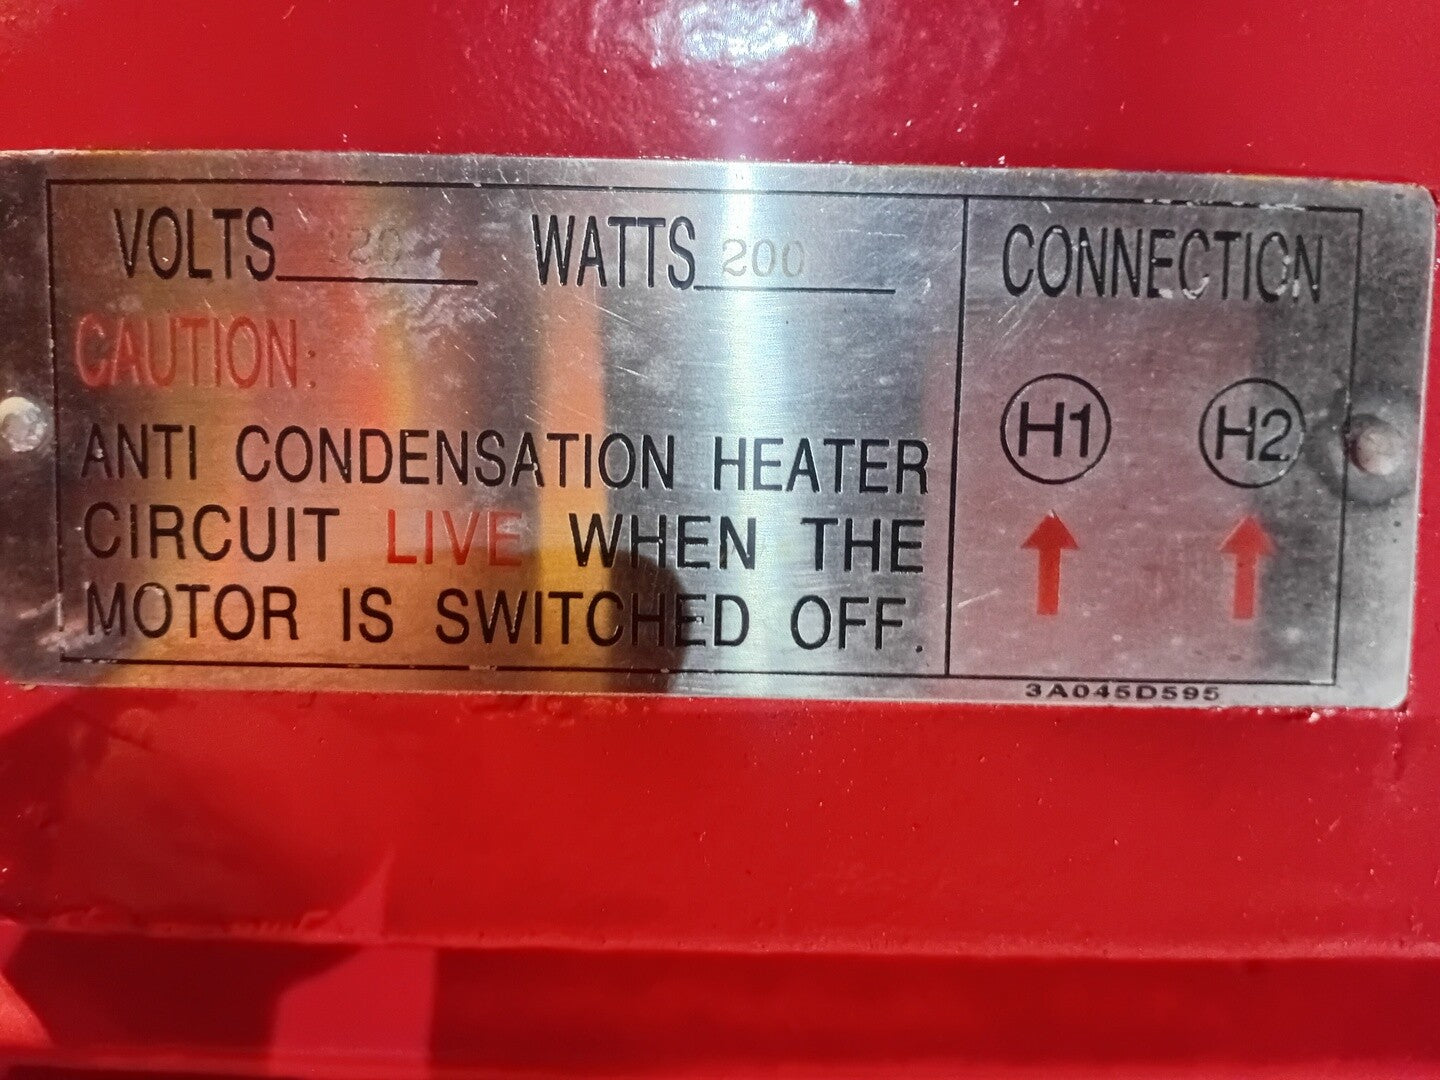 VOLTS 120 WATTS 200
CAUTION:
ANTI CONDENSATION HEATER
CIRCUIT LIVE WHEN THE
MOTOR IS SWITCHED OFF.
CONNECTION
H1 H2
3A045D595